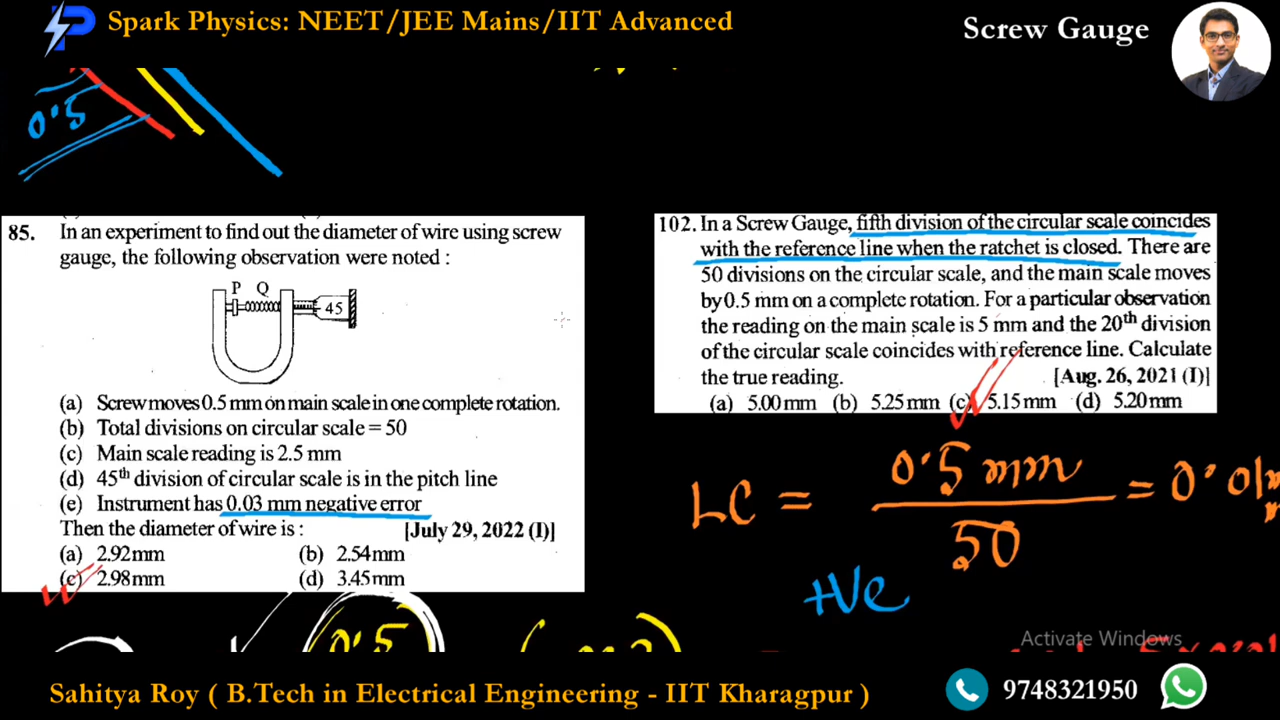 Spark Physics: NEET/JEE Mains/IIT Advanced
Screw Gauge
0.5
85. In an experiment to find out the diameter of wire using screw
gauge, the following observation were noted :
P Q
45
(a) Screw moves 0.5 mm on main scale in one complete rotation.
(b) Total divisions on circular scale = 50
(c) Main scale reading is 2.5 mm
(d) 45th division of circular scale is in the pitch line
(e) Instrument has 0.03 mm negative error
Then the diameter of wire is : [July 29, 2022 (I)]
(a) 2.92 mm (b) 2.54 mm
(c) 2.98 mm (d) 3.45 mm
102. In a Screw Gauge, fifth division of the circular scale coincides
with the reference line when the ratchet is closed. There are
50 divisions on the circular scale, and the main scale moves
by 0.5 mm on a complete rotation. For a particular observation
the reading on the main scale is 5 mm and the 20th division
of the circular scale coincides with reference line. Calculate
the true reading. [Aug. 26, 2021 (I)]
(a) 5.00 mm (b) 5.25 mm (c) 5.15 mm (d) 5.20 mm
LC = 0.5 mm / 50 = 0.01
+Ve
0.5
Activate Windows
Sahitya Roy ( B.Tech in Electrical Engineering - IIT Kharagpur )
9748321950